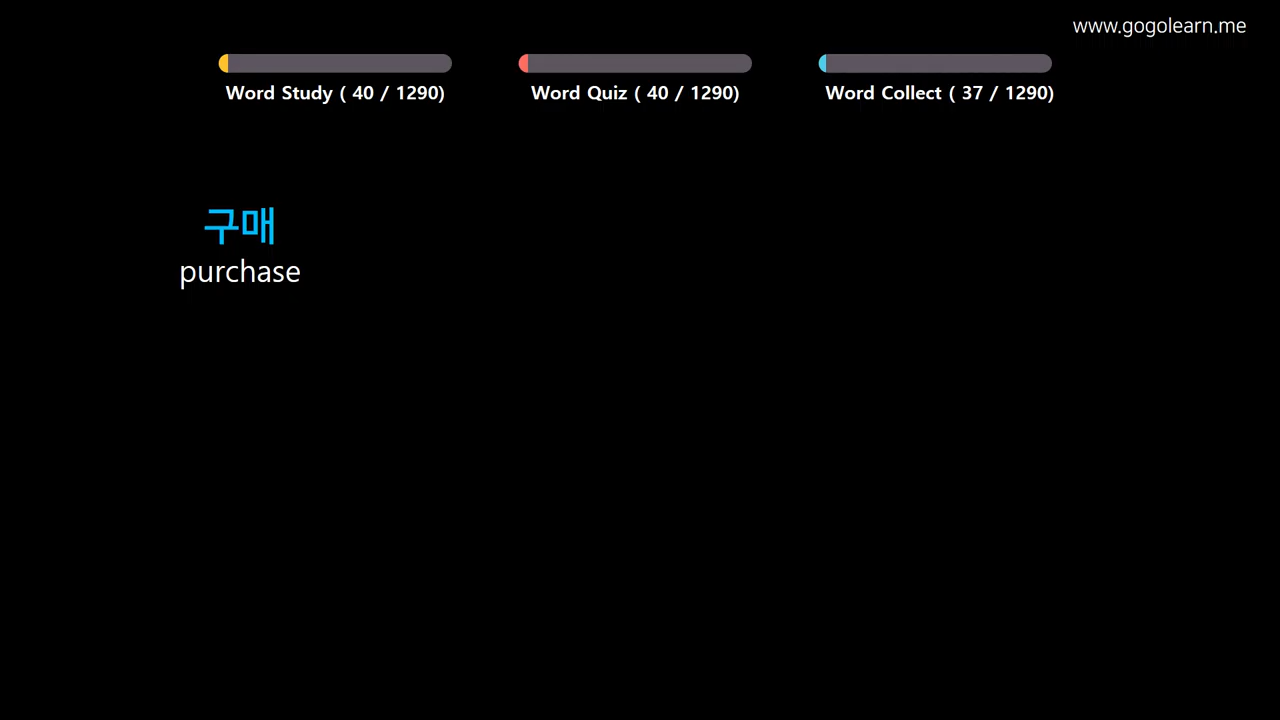 www.gogolearn.me
Word Study ( 40 / 1290)
Word Quiz ( 40 / 1290)
Word Collect ( 37 / 1290)
구매
purchase